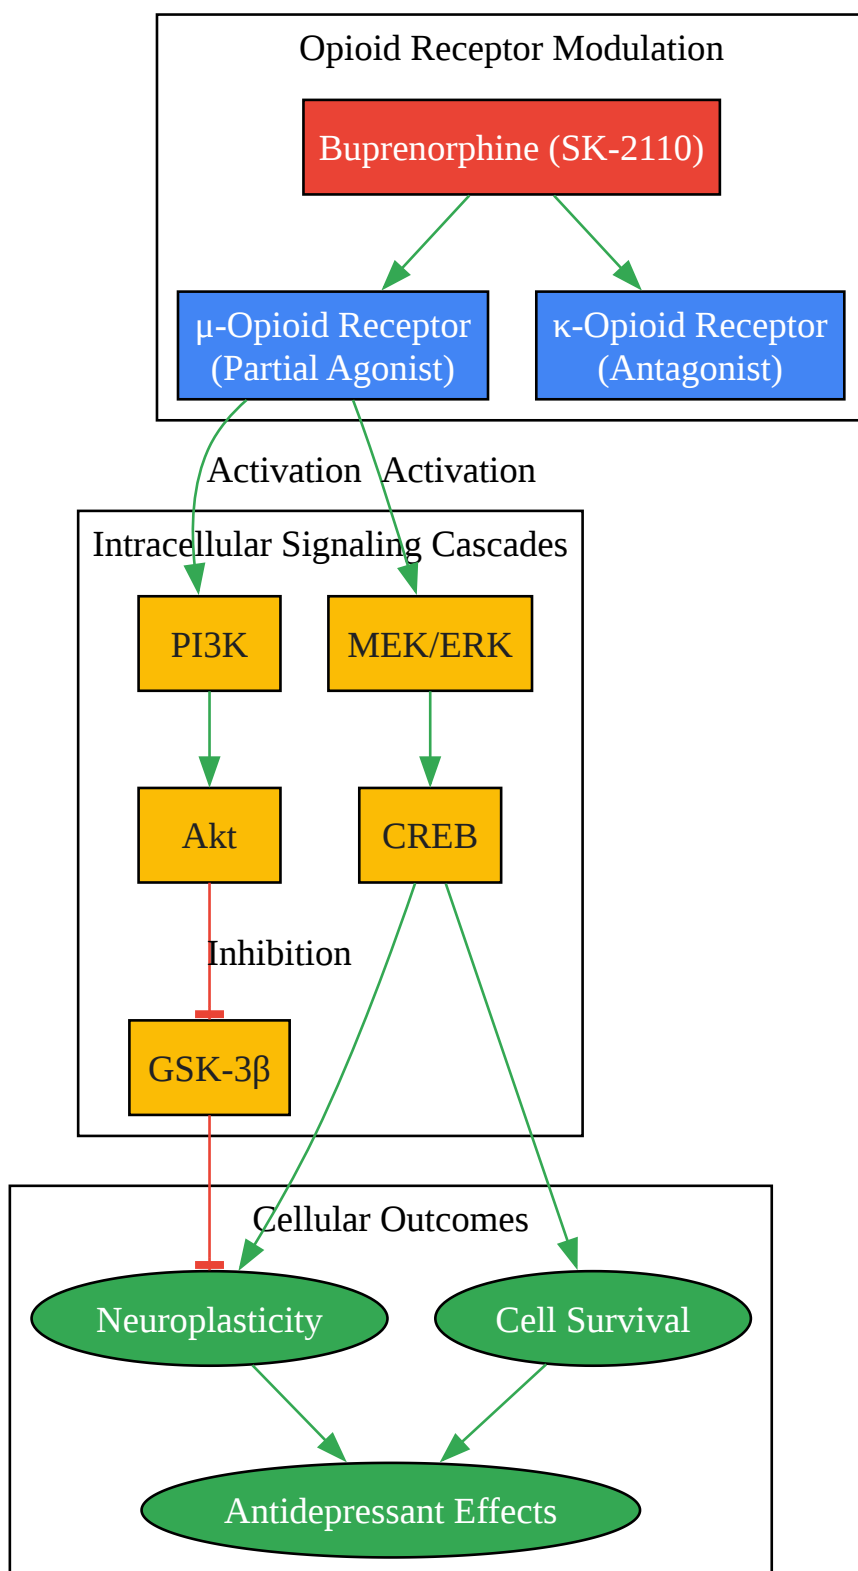 Opioid Receptor Modulation
Buprenorphine (SK-2110)
μ-Opioid Receptor
(Partial Agonist)
κ-Opioid Receptor
(Antagonist)
Activation
Activation
Intracellular Signaling Cascades
PI3K
MEK/ERK
Akt
CREB
Inhibition
GSK-3β
Cellular Outcomes
Neuroplasticity
Cell Survival
Antidepressant Effects